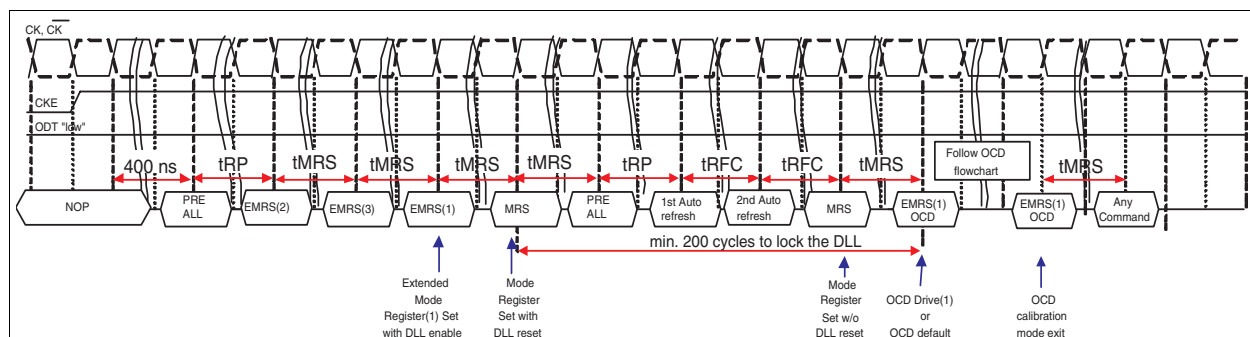 CK, CK
CKE
ODT "low"
400 ns
tRP
tMRS
tMRS
tMRS
tMRS
tRP
tRFC
tRFC
tMRS
Follow OCD
flowchart
tMRS
NOP
PRE
ALL
EMRS(2)
EMRS(3)
EMRS(1)
MRS
PRE
ALL
1st Auto
refresh
2nd Auto
refresh
MRS
EMRS(1)
OCD
EMRS(1)
OCD
Any
Command
min. 200 cycles to lock the DLL
Extended
Mode
Register(1) Set
with DLL enable
Mode
Register
Set with
DLL reset
Mode
Register
Set w/o
DLL reset
OCD Drive(1)
or
OCD default
OCD
calibration
mode exit